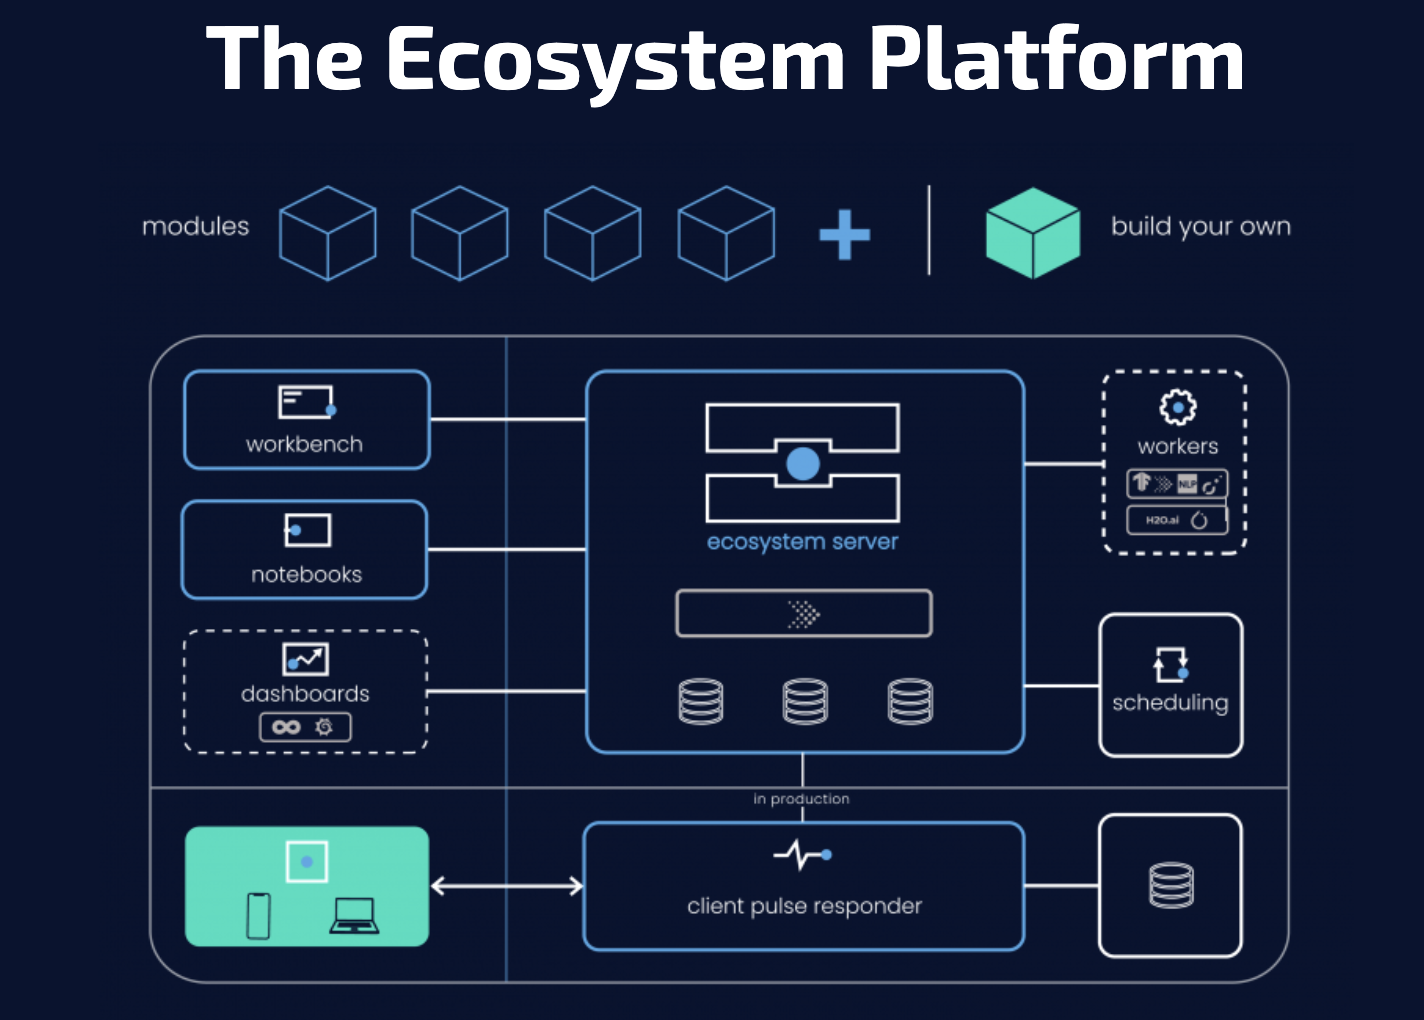 The Ecosystem Platform
modules
build your own
workbench
notebooks
dashboards
ecosystem server
workers
NLP
H2O.ai
scheduling
in production
client pulse responder